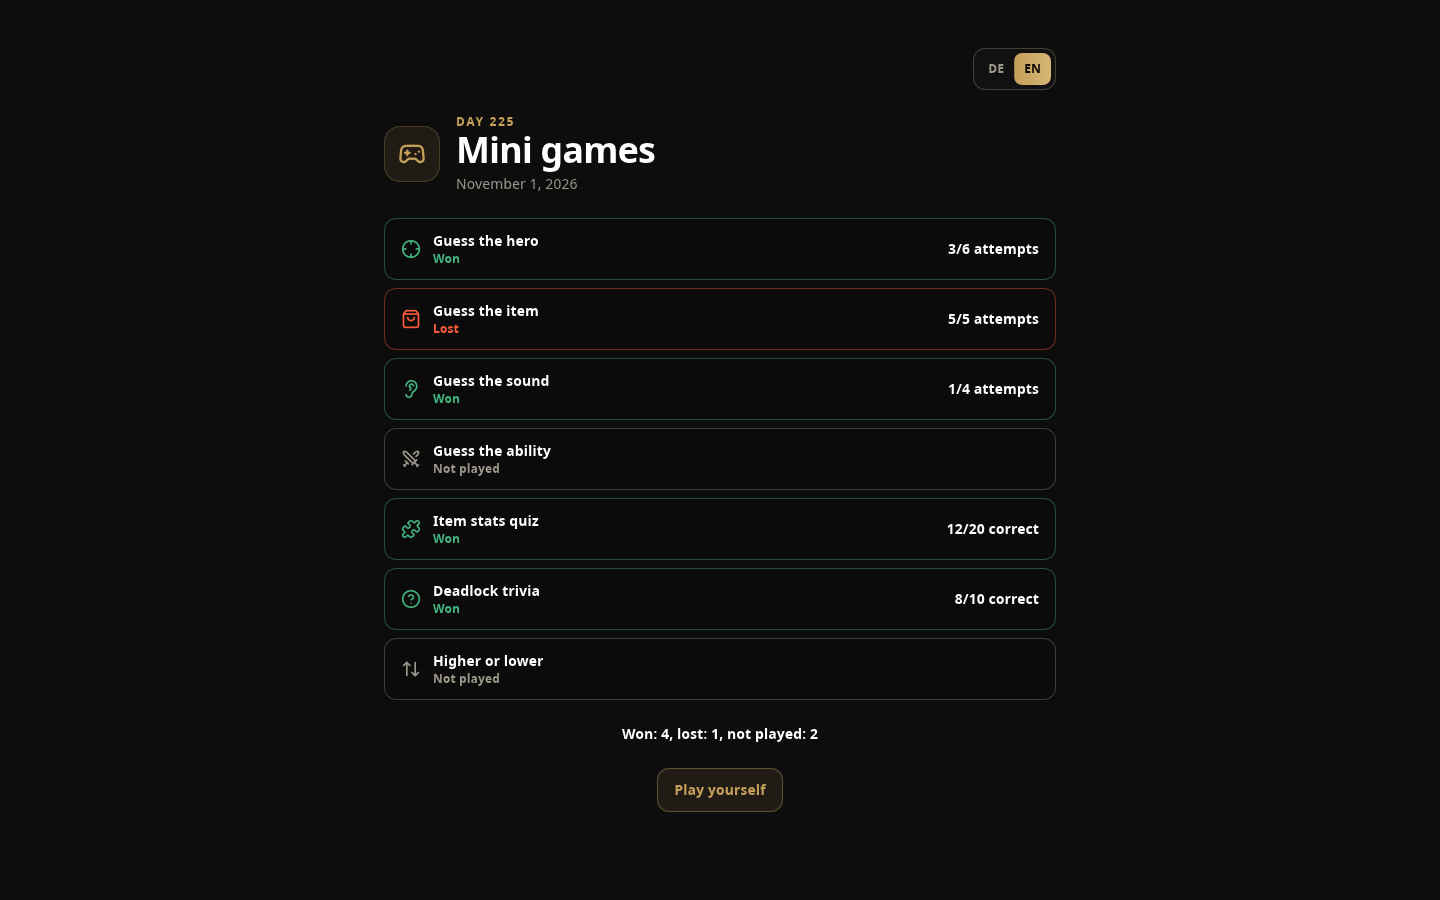 DE EN
DAY 225
Mini games
November 1, 2026
Guess the hero
Won
3/6 attempts
Guess the item
Lost
5/5 attempts
Guess the sound
Won
1/4 attempts
Guess the ability
Not played
Item stats quiz
Won
12/20 correct
Deadlock trivia
Won
8/10 correct
Higher or lower
Not played
Won: 4, lost: 1, not played: 2
Play yourself